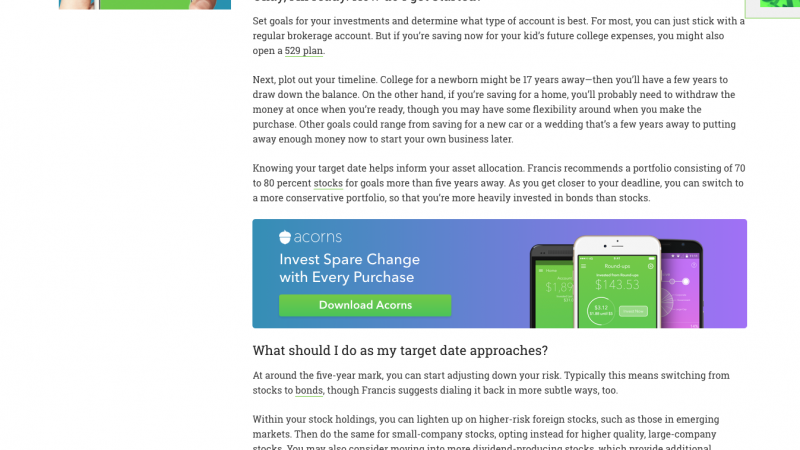 Set goals for your investments and determine what type of account is best. For most, you can just stick with a
regular brokerage account. But if you're saving now for your kid's future college expenses, you might also
open a 529 plan.
Next, plot out your timeline. College for a newborn might be 17 years away—then you'll have a few years to
draw down the balance. On the other hand, if you're saving for a home, you'll probably need to withdraw the
money at once when you're ready, though you may have some flexibility around when you make the
purchase. Other goals could range from saving for a new car or a wedding that's a few years away to putting
away enough money now to start your own business later.
Knowing your target date helps inform your asset allocation. Francis recommends a portfolio consisting of 70
to 80 percent stocks for goals more than five years away. As you get closer to your deadline, you can switch to
a more conservative portfolio, so that you're more heavily invested in bonds than stocks.
acorns
Invest Spare Change
with Every Purchase
Download Acorns
Round-ups
$143.53
$3.12
What should I do as my target date approaches?
At around the five-year mark, you can start adjusting down your risk. Typically this means switching from
stocks to bonds, though Francis suggests dialing it back in more subtle ways, too.
Within your stock holdings, you can lighten up on higher-risk foreign stocks, such as those in emerging
markets. Then do the same for small-company stocks, opting instead for higher quality, large-company
stocks. You may also consider moving into more dividend-producing stocks, which provide additional